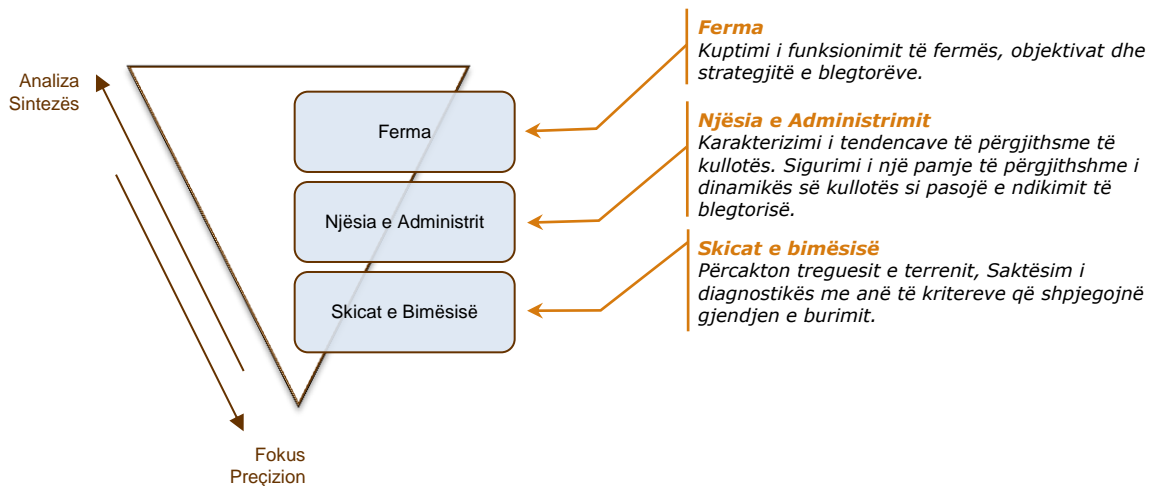 Analiza
Sintezës
Ferma
Njësia e Administrit
Skicat e Bimësisë
Fokus
Preçizion
Ferma
Kuptimi i funksionimit të fermës, objektivat dhe
strategjitë e blegtorëve.
Njësia e Administrimit
Karakterizimi i tendencave të përgjithsme të
kullotës. Sigurimi i një pamje të përgjithshme i
dinamikës së kullotës si pasojë e ndikimit të
blegtorisë.
Skicat e bimësisë
Përcakton treguesit e terrenit, Saktësim i
diagnostikës me anë të kritereve që shpjegojnë
gjendjen e burimit.